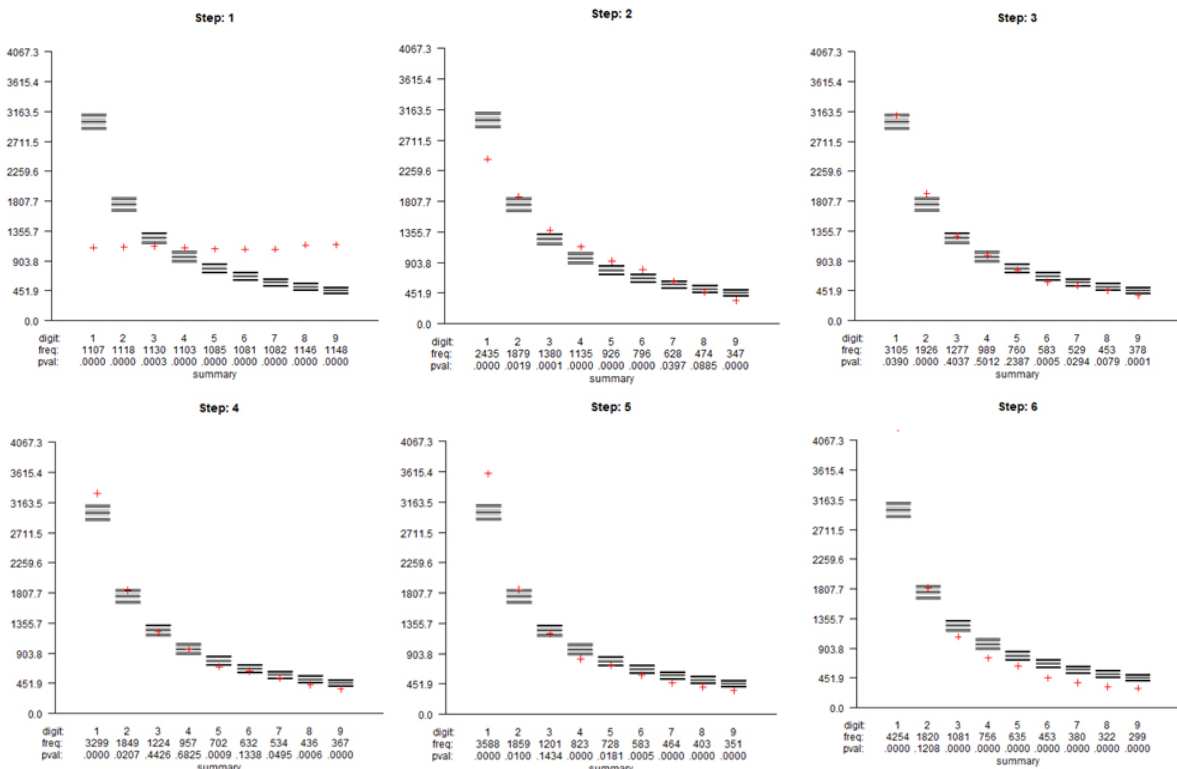 Step: 1
4067.3
3615.4
3163.5
2711.5
2259.6
1807.7
1355.7
903.8
451.9
0.0
digit: 1 2 3 4 5 6 7 8 9
freq: 1107 1118 1130 1103 1085 1081 1082 1146 1148
pval: .0000 .0000 .0003 .0000 .0000 .0000 .0000 .0000 .0000
summary
Step: 2
4067.3
3615.4
3163.5
2711.5
2259.6
1807.7
1355.7
903.8
451.9
0.0
digit: 1 2 3 4 5 6 7 8 9
freq: 2435 1879 1380 1135 926 796 628 474 347
pval: .0000 .0019 .0001 .0000 .0000 .0000 .0397 .0885 .0000
summary
Step: 3
4067.3
3615.4
3163.5
2711.5
2259.6
1807.7
1355.7
903.8
451.9
0.0
digit: 1 2 3 4 5 6 7 8 9
freq: 3105 1926 1277 989 760 583 529 453 378
pval: .0390 .0000 .4037 .5012 .2387 .0005 .0294 .0079 .0001
summary
Step: 4
4067.3
3615.4
3163.5
2711.5
2259.6
1807.7
1355.7
903.8
451.9
0.0
digit: 1 2 3 4 5 6 7 8 9
freq: 3299 1849 1224 957 702 632 534 436 367
pval: .0000 .0207 .4426 .6825 .0009 .1338 .0495 .0006 .0000
summary
Step: 5
4067.3
3615.4
3163.5
2711.5
2259.6
1807.7
1355.7
903.8
451.9
0.0
digit: 1 2 3 4 5 6 7 8 9
freq: 3588 1859 1201 823 728 583 464 403 351
pval: .0000 .0100 .1434 .0000 .0181 .0005 .0000 .0000 .0000
summary
Step: 6
4067.3
3615.4
3163.5
2711.5
2259.6
1807.7
1355.7
903.8
451.9
0.0
digit: 1 2 3 4 5 6 7 8 9
freq: 4254 1820 1081 756 635 453 380 322 299
pval: .0000 .1208 .0000 .0000 .0000 .0000 .0000 .0000 .0000
summary